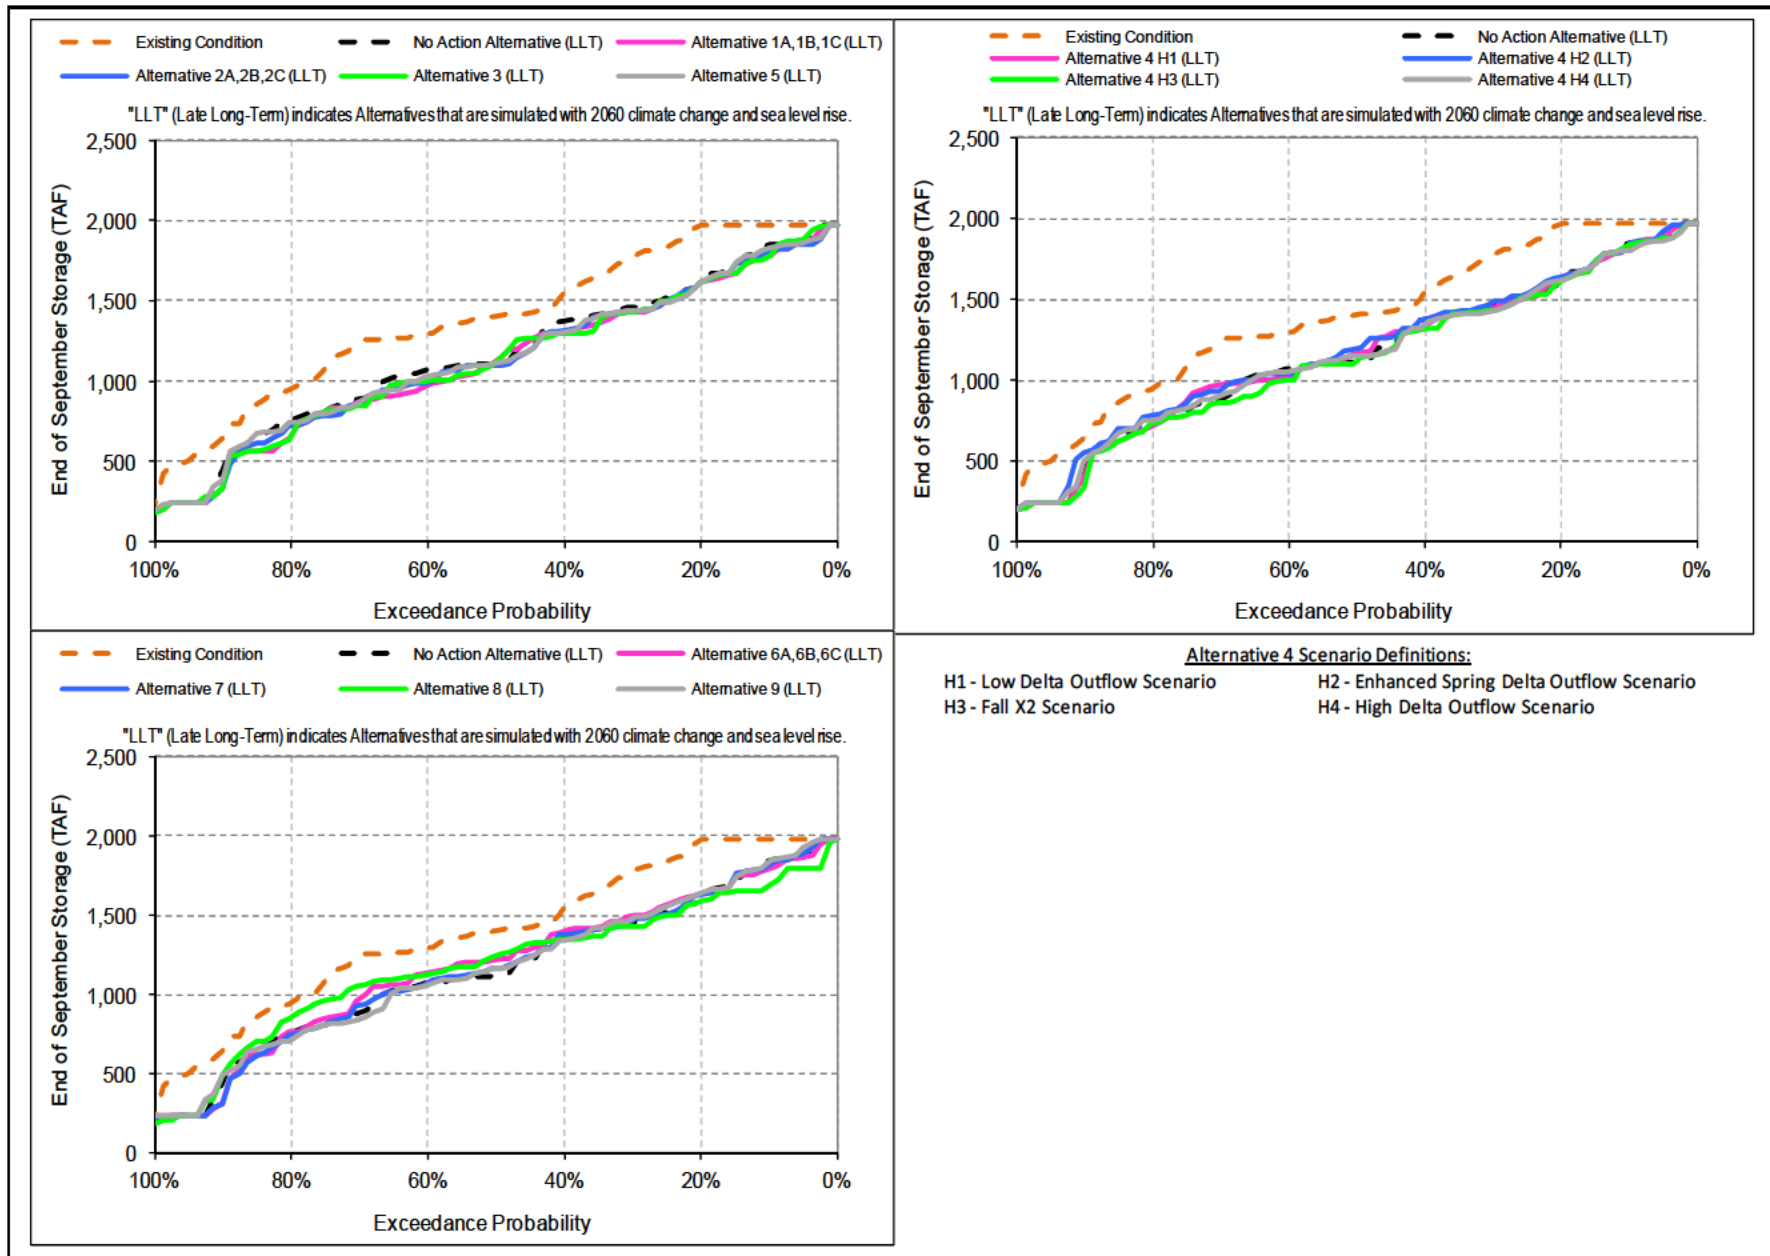 Existing Condition
No Action Alternative (LLT)
Alternative 1A,1B,1C (LLT)
Alternative 2A,2B,2C (LLT)
Alternative 3 (LLT)
Alternative 5 (LLT)
"LLT" (Late Long-Term) indicates Alternatives that are simulated with 2060 climate change and sea level rise.
End of September Storage (TAF)
2,500
2,000
1,500
1,000
500
0
100% 80% 60% 40% 20% 0%
Exceedance Probability
Existing Condition
No Action Alternative (LLT)
Alternative 4 H1 (LLT)
Alternative 4 H2 (LLT)
Alternative 4 H3 (LLT)
Alternative 4 H4 (LLT)
"LLT" (Late Long-Term) indicates Alternatives that are simulated with 2060 climate change and sea level rise.
End of September Storage (TAF)
2,500
2,000
1,500
1,000
500
0
100% 80% 60% 40% 20% 0%
Exceedance Probability
Existing Condition
No Action Alternative (LLT)
Alternative 6A,6B,6C (LLT)
Alternative 7 (LLT)
Alternative 8 (LLT)
Alternative 9 (LLT)
"LLT" (Late Long-Term) indicates Alternatives that are simulated with 2060 climate change and sea level rise.
End of September Storage (TAF)
2,500
2,000
1,500
1,000
500
0
100% 80% 60% 40% 20% 0%
Exceedance Probability
Alternative 4 Scenario Definitions:
H1 - Low Delta Outflow Scenario
H2 - Enhanced Spring Delta Outflow Scenario
H3 - Fall X2 Scenario
H4 - High Delta Outflow Scenario